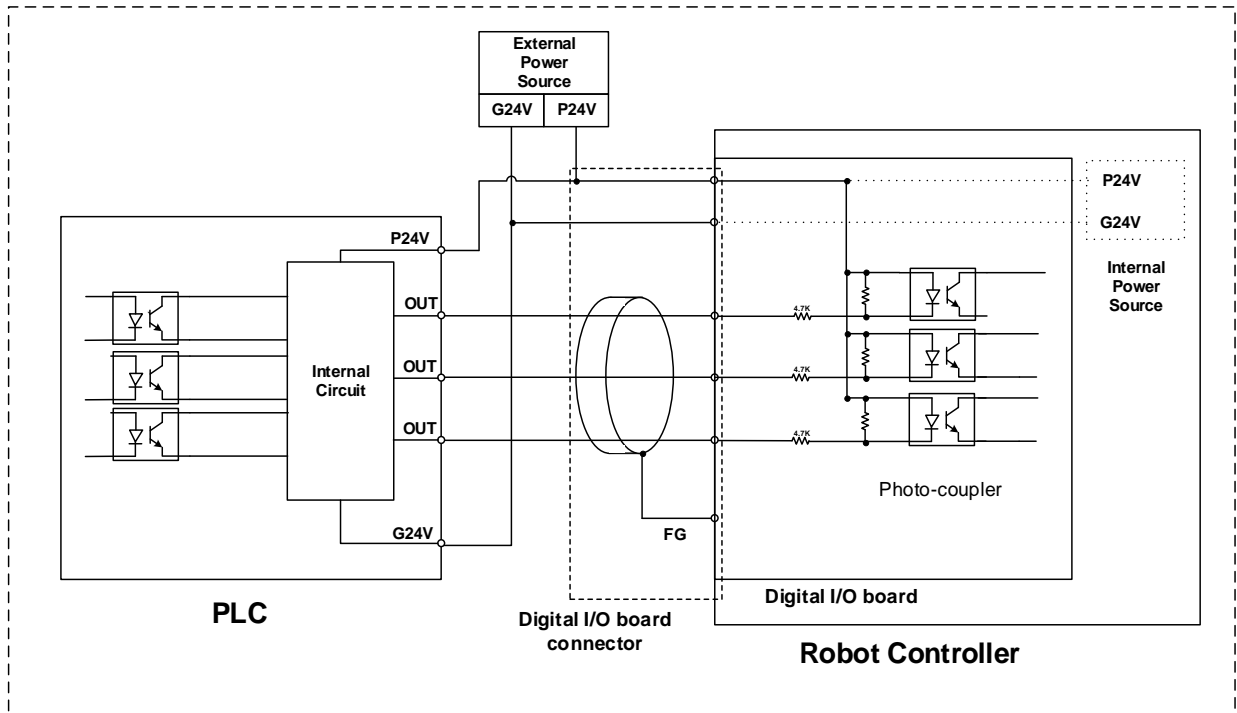 External
Power
Source
G24V P24V
P24V
G24V
Internal
Power
Source
P24V
OUT
OUT
OUT
G24V
Internal
Circuit
4.7K
4.7K
4.7K
Photo-coupler
FG
PLC
Digital I/O board
connector
Digital I/O board
Robot Controller